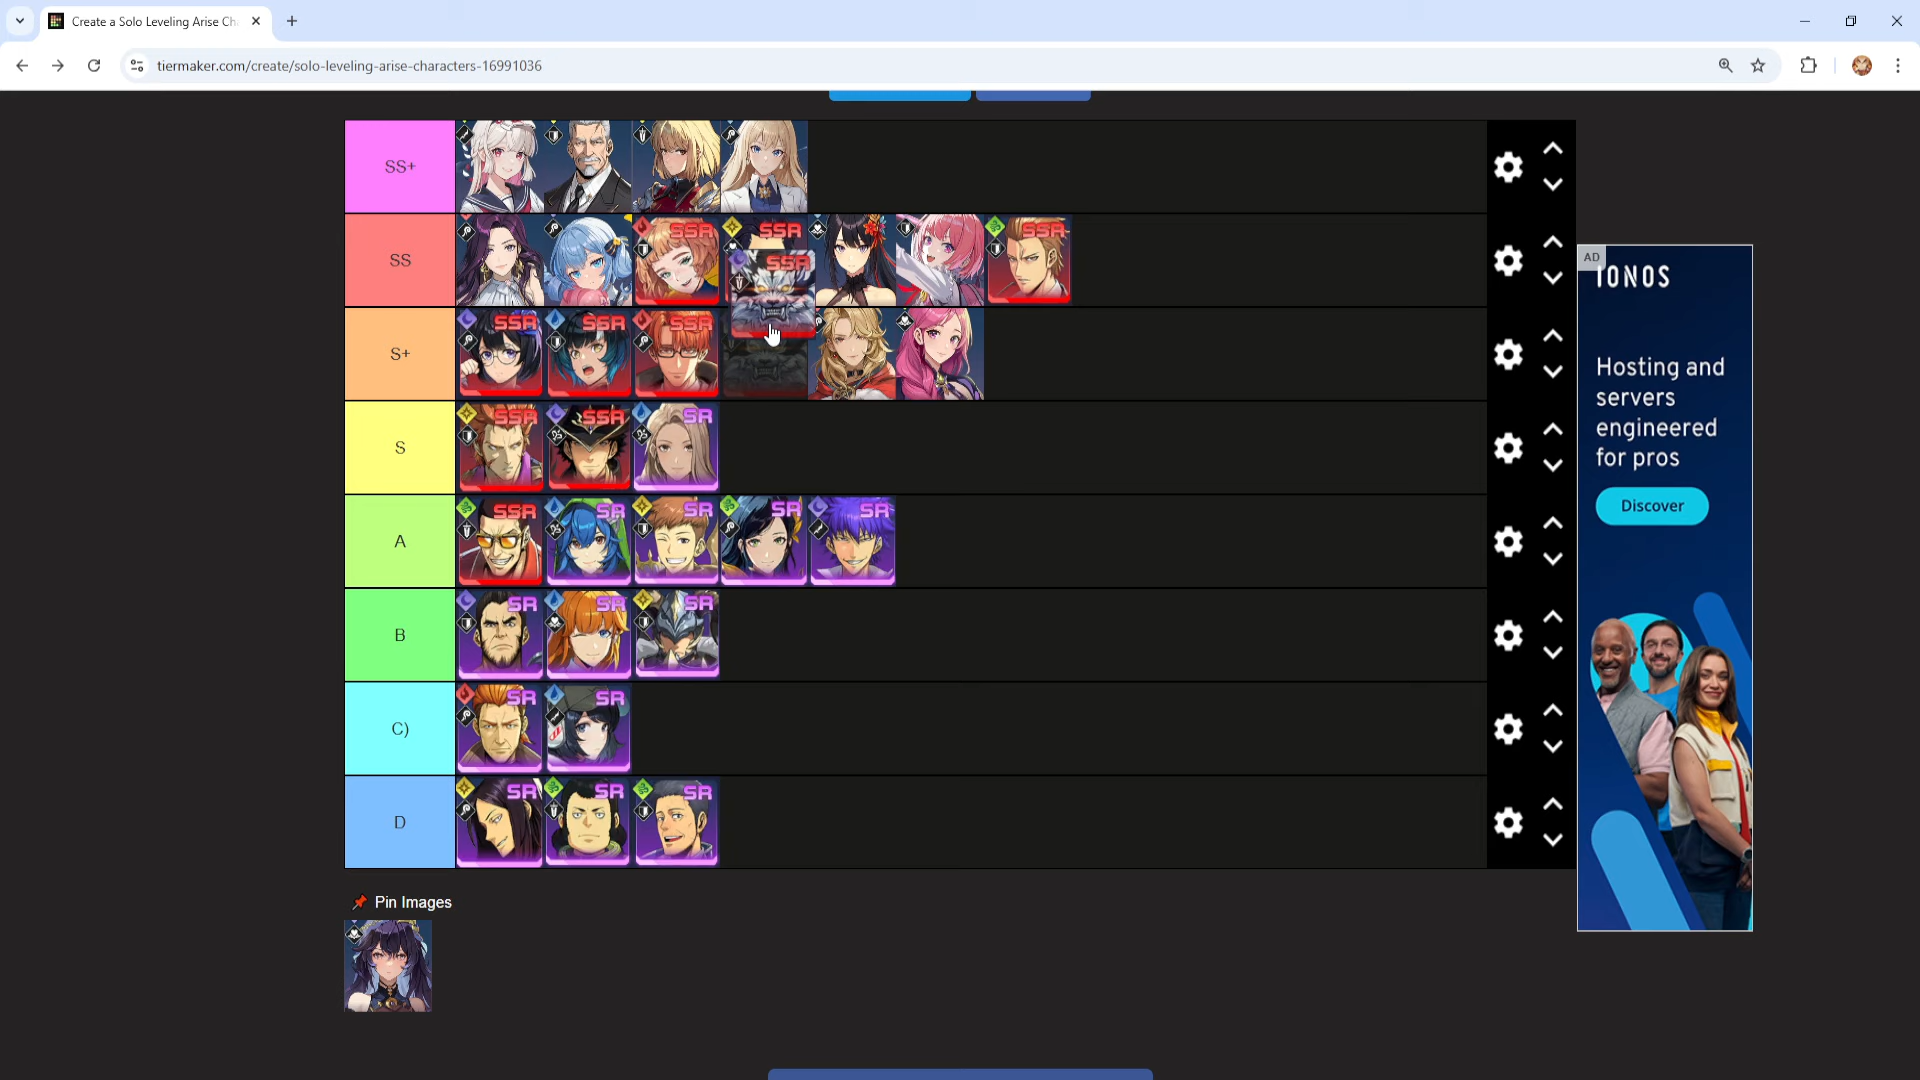 Create a Solo Leveling Arise Ch
tiermaker.com/create/solo-leveling-arise-characters-16991036
SS+
SS
SSR
SSR
SSR
SSR
S+
SSR
SSR
SSR
S
SSR
SSR
SR
A
SSR
SR
SR
SR
SR
B
SR
SR
SR
C)
SR
SR
D
SR
SR
SR
Pin Images
AD
IONOS
Hosting and
servers
engineered
for pros
Discover